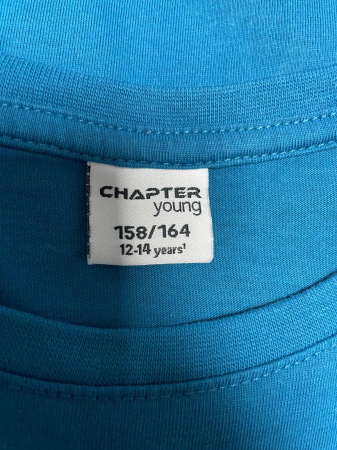 CHAPTER
young
158/164
12-14 years¹